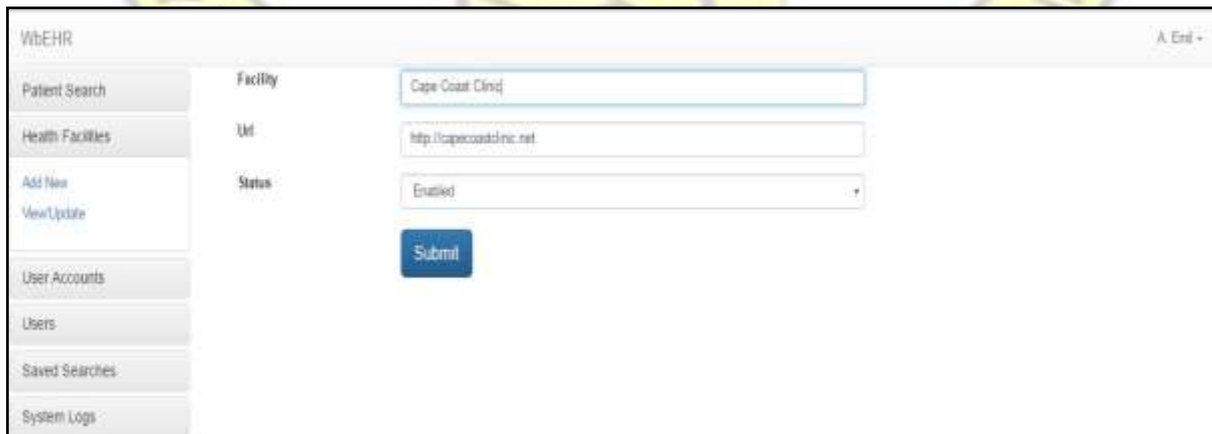 WbEHR
A. Emil
Patient Search
Health Facilities
Add New
View/Update
User Accounts
Users
Saved Searches
System Logs
Facility
Cape Coast Clinic
Url
http://capecoastclinic.net
Status
Enabled
Submit